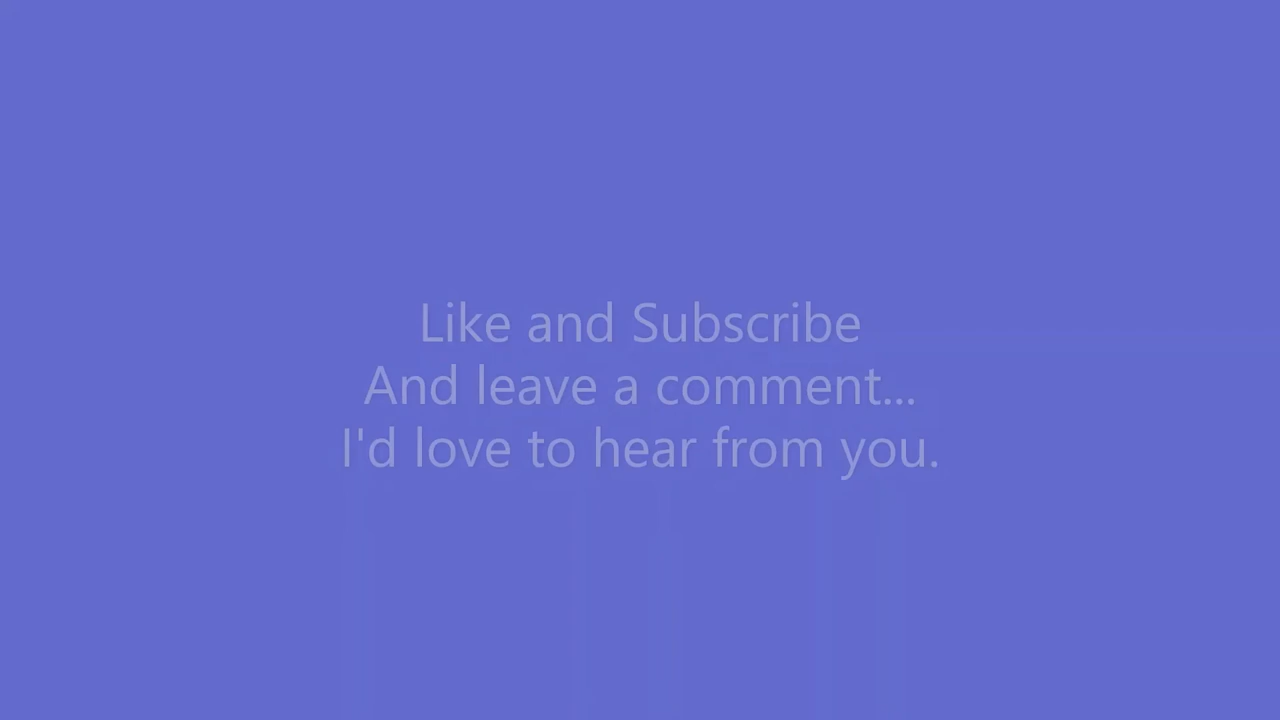 Like and Subscribe
And leave a comment...
I'd love to hear from you.